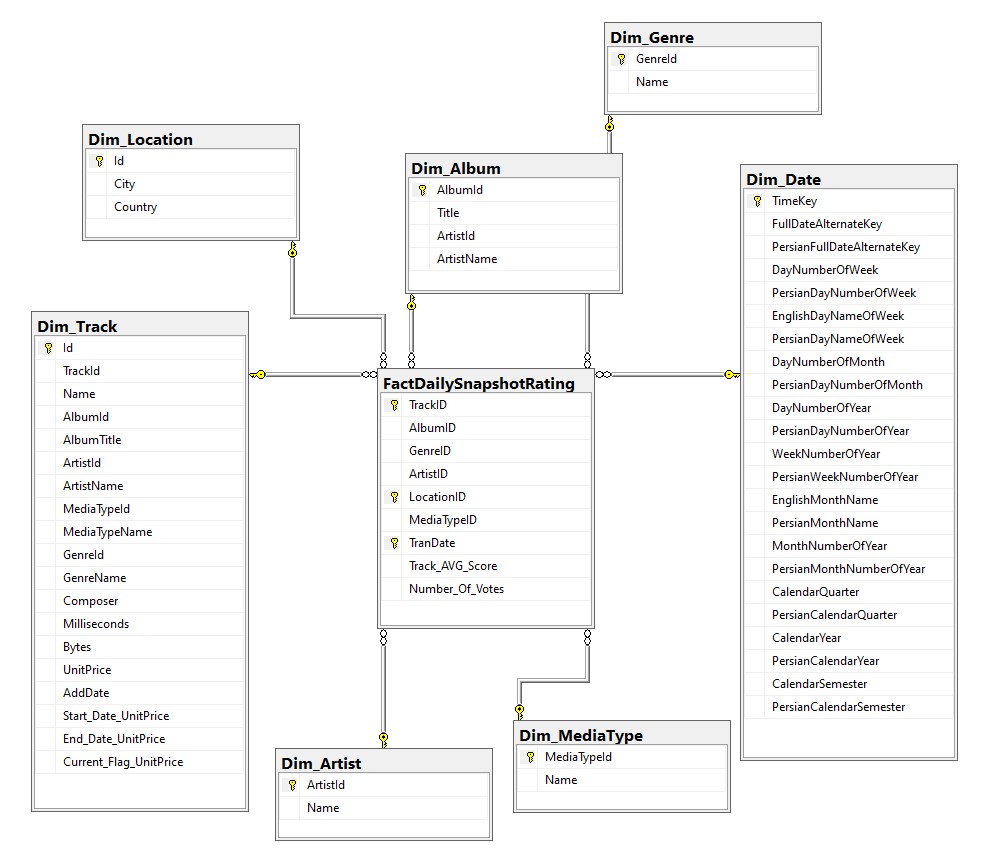 Dim_Genre
GenreId
Name
Dim_Location
Id
City
Country
Dim_Album
AlbumId
Title
ArtistId
ArtistName
Dim_Date
TimeKey
FullDateAlternateKey
PersianFullDateAlternateKey
DayNumberOfWeek
PersianDayNumberOfWeek
EnglishDayNameOfWeek
PersianDayNameOfWeek
DayNumberOfMonth
PersianDayNumberOfMonth
DayNumberOfYear
PersianDayNumberOfYear
WeekNumberOfYear
PersianWeekNumberOfYear
EnglishMonthName
PersianMonthName
MonthNumberOfYear
PersianMonthNumberOfYear
CalendarQuarter
PersianCalendarQuarter
CalendarYear
PersianCalendarYear
CalendarSemester
PersianCalendarSemester
Dim_Track
Id
TrackId
Name
AlbumId
AlbumTitle
ArtistId
ArtistName
MediaTypeId
MediaTypeName
GenreId
GenreName
Composer
Milliseconds
Bytes
UnitPrice
AddDate
Start_Date_UnitPrice
End_Date_UnitPrice
Current_Flag_UnitPrice
FactDailySnapshotRating
TrackID
AlbumID
GenreID
ArtistID
LocationID
MediaTypeID
TranDate
Track_AVG_Score
Number_Of_Votes
Dim_Artist
ArtistId
Name
Dim_MediaType
MediaTypeId
Name